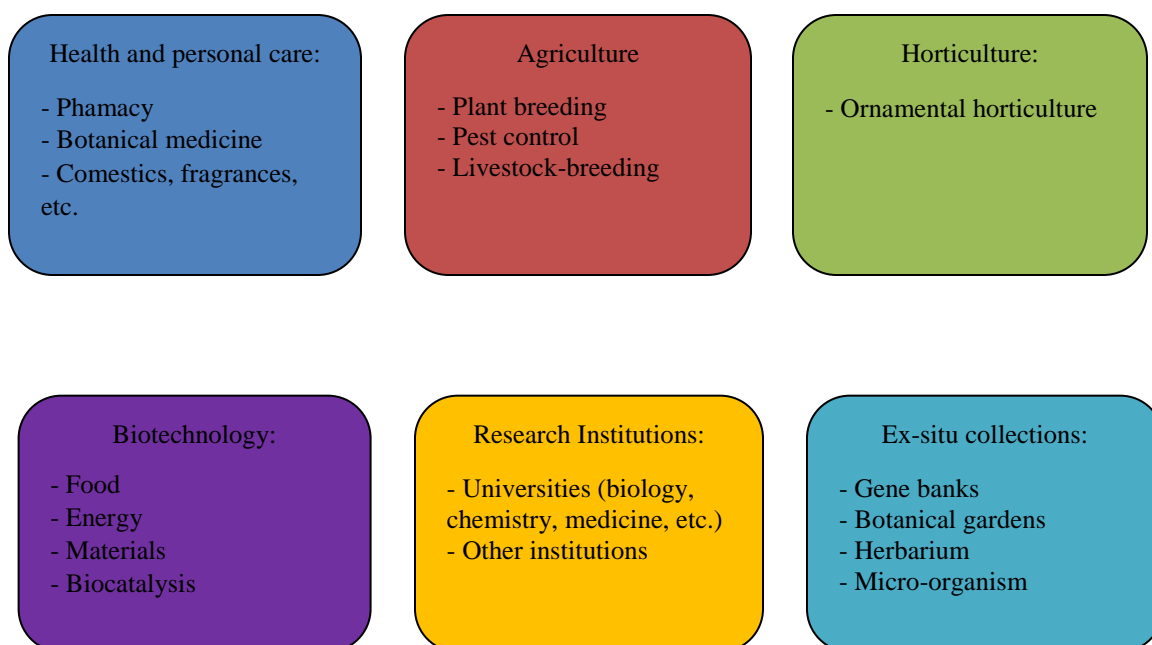 Health and personal care:
- Phamacy
- Botanical medicine
- Comestics, fragrances,
etc.
Agriculture
- Plant breeding
- Pest control
- Livestock-breeding
Horticulture:
- Ornamental horticulture
Biotechnology:
- Food
- Energy
- Materials
- Biocatalysis
Research Institutions:
- Universities (biology,
chemistry, medicine, etc.)
- Other institutions
Ex-situ collections:
- Gene banks
- Botanical gardens
- Herbarium
- Micro-organism